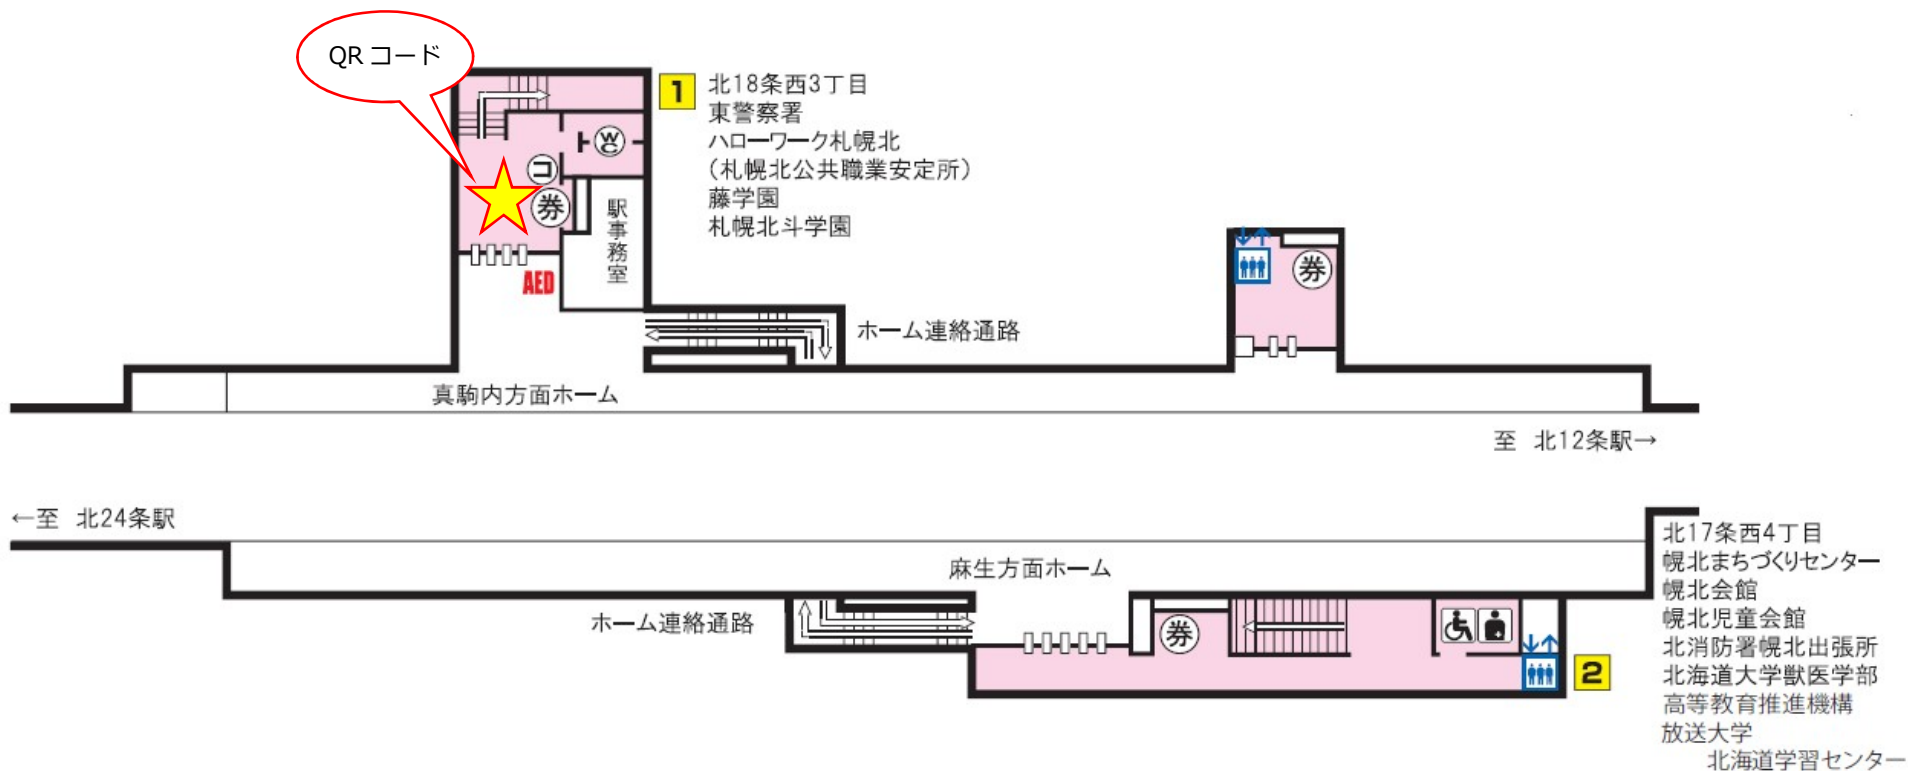 QRコード
1
北18条西3丁目
東警察署
ハローワーク札幌北
（札幌北公共職業安定所）
藤学園
札幌北斗学園
WC
コ
券
駅事務室
AED
ホーム連絡通路
券
真駒内方面ホーム
至 北12条駅→
←至 北24条駅
麻生方面ホーム
ホーム連絡通路
券
2
北17条西4丁目
幌北まちづくりセンター
幌北会館
幌北児童会館
北消防署幌北出張所
北海道大学獣医学部
高等教育推進機構
放送大学
北海道学習センター